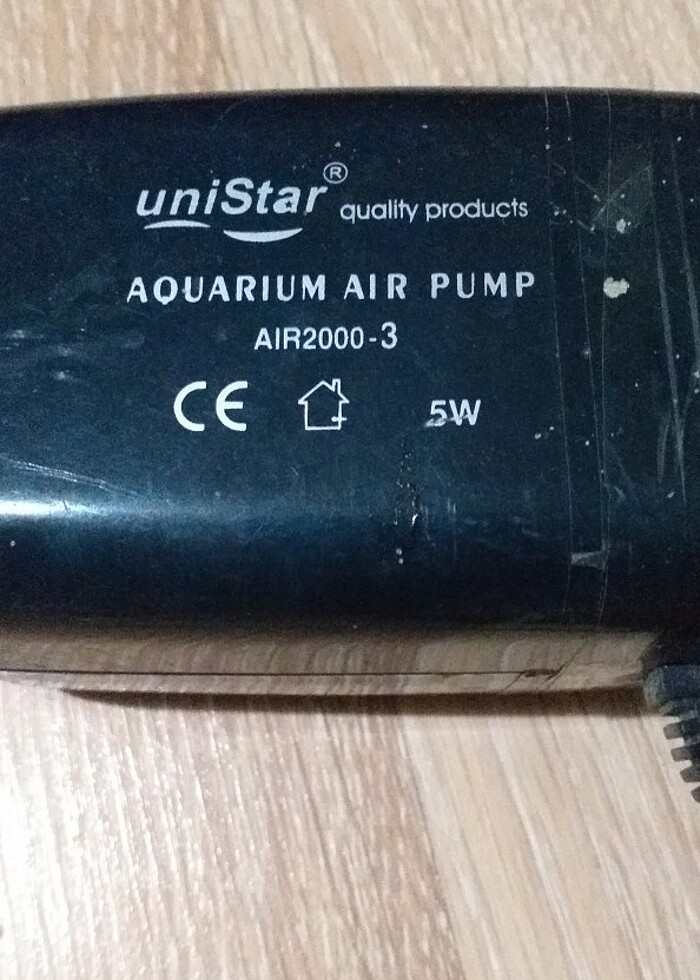 uniStar® quality products
AQUARIUM AIR PUMP
AIR2000-3
CE 5W